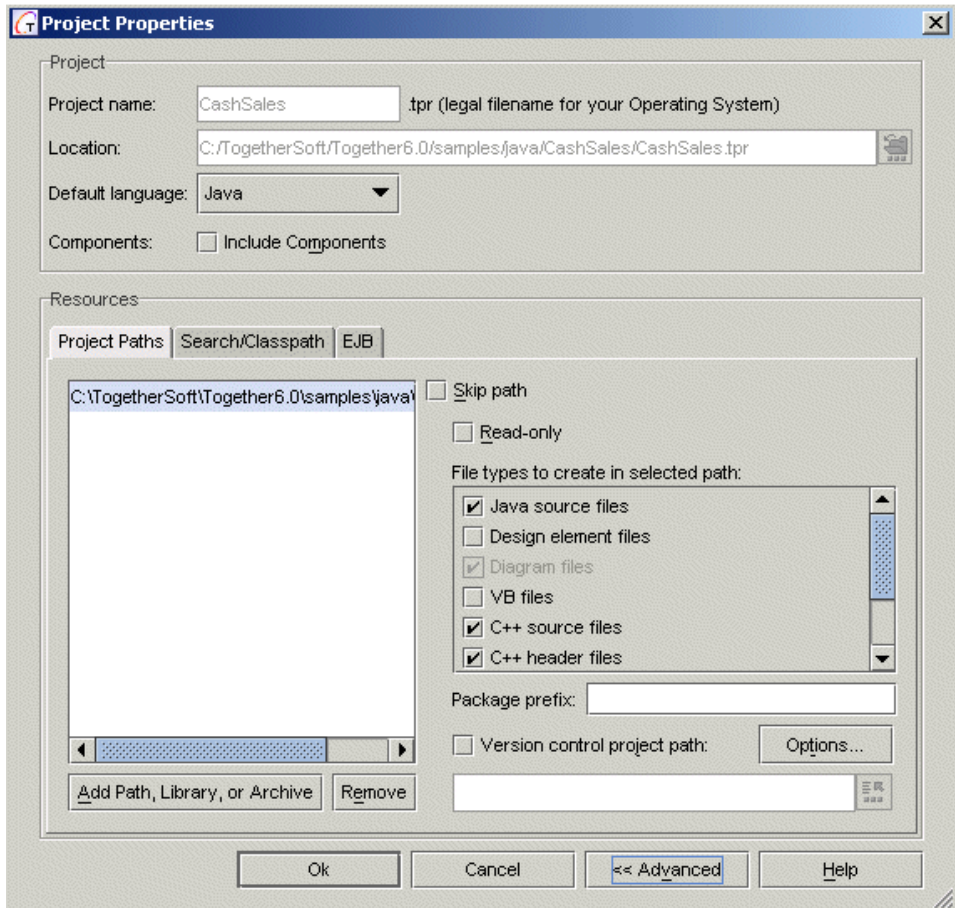 Project Properties
Project
Project name: CashSales .tpr (legal filename for your Operating System)
Location: C:/TogetherSoft/Together6.0/samples/java/CashSales/CashSales.tpr
Default language: Java
Components: Include Components
Resources
Project Paths Search/Classpath EJB
C:\TogetherSoft\Together6.0\samples\java\
Skip path
Read-only
File types to create in selected path:
Java source files
Design element files
Diagram files
VB files
C++ source files
C++ header files
Package prefix:
Version control project path: Options...
Add Path, Library, or Archive Remove
Ok Cancel << Advanced Help